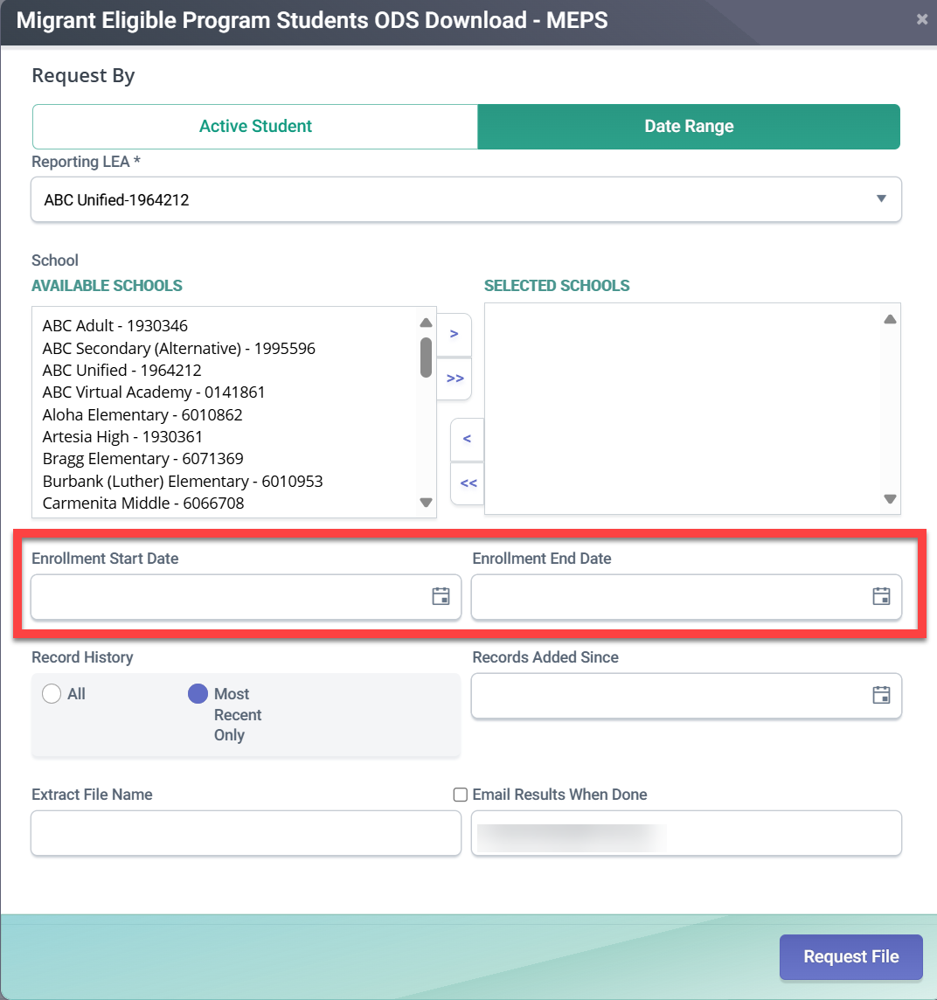 Migrant Eligible Program Students ODS Download - MEPS
Request By
Active Student
Date Range
Reporting LEA *
ABC Unified-1964212
School
AVAILABLE SCHOOLS
SELECTED SCHOOLS
ABC Adult - 1930346
ABC Secondary (Alternative) - 1995596
ABC Unified - 1964212
ABC Virtual Academy - 0141861
Aloha Elementary - 6010862
Artesia High - 1930361
Bragg Elementary - 6071369
Burbank (Luther) Elementary - 6010953
Carmenita Middle - 6066708
>
>>
<
<<
Enrollment Start Date
Enrollment End Date
Record History
Records Added Since
All
Most
Recent
Only
Extract File Name
Email Results When Done
Request File